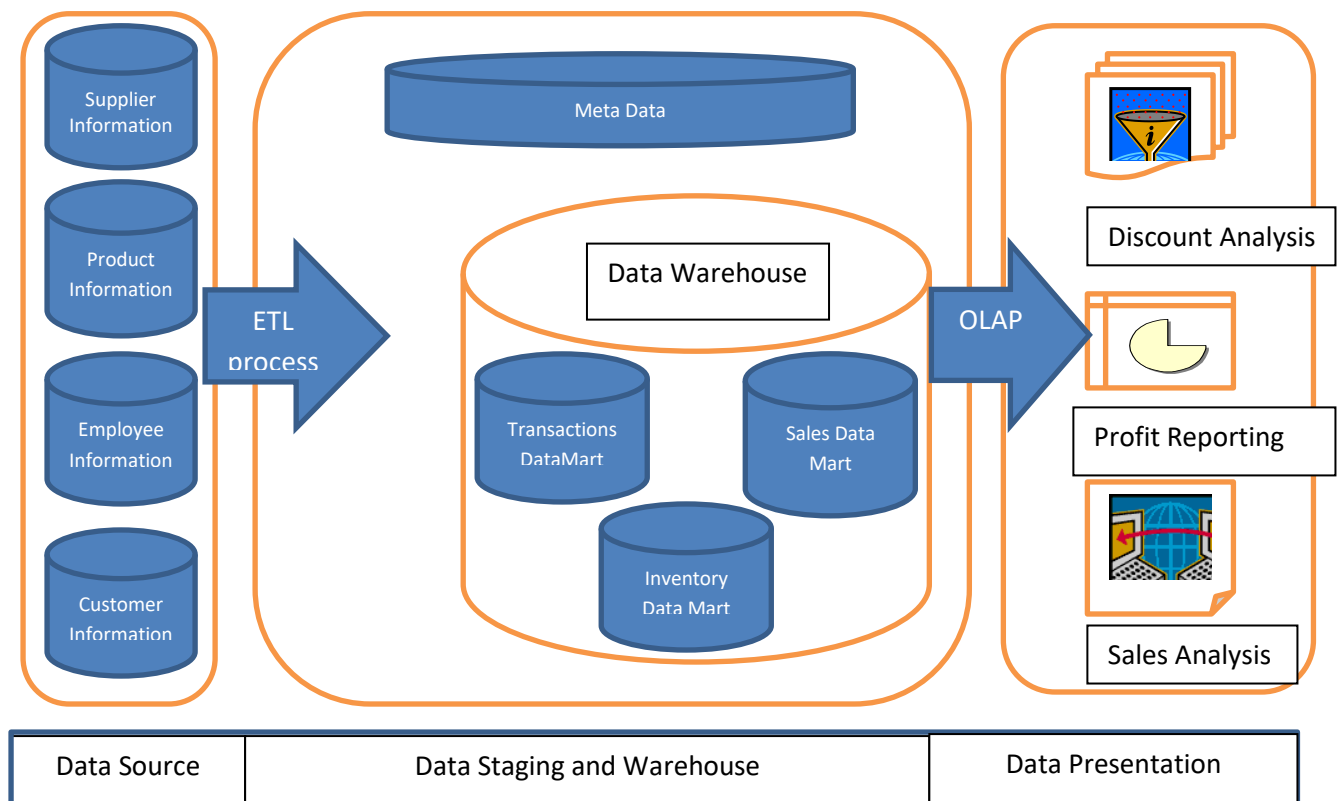 Supplier
Information
Product
Information
Employee
Information
Customer
Information
ETL
process
Meta Data
Data Warehouse
Transactions
DataMart
Sales Data
Mart
Inventory
Data Mart
OLAP
i
Discount Analysis
Profit Reporting
Sales Analysis
Data Source
Data Staging and Warehouse
Data Presentation